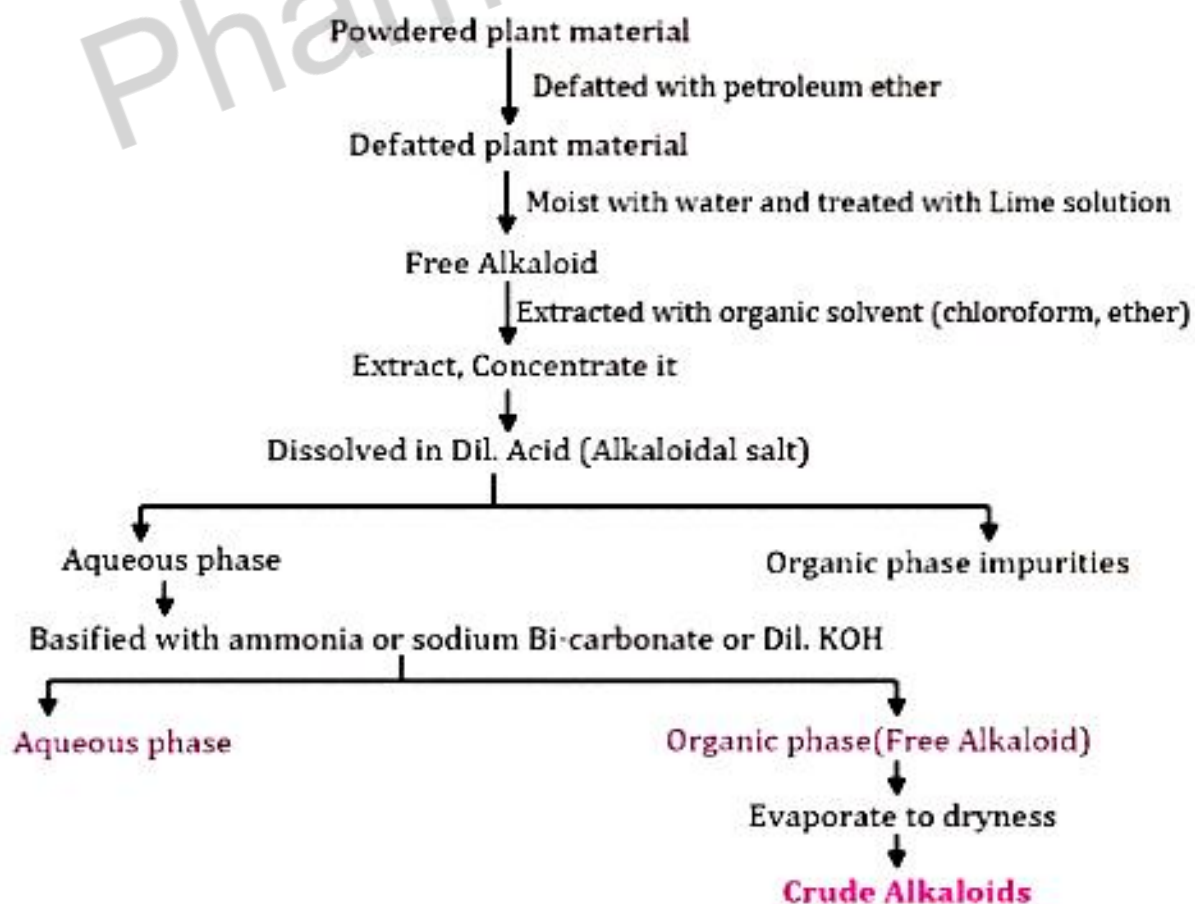 Pham
Powdered plant material
Defatted with petroleum ether
Defatted plant material
Moist with water and treated with Lime solution
Free Alkaloid
Extracted with organic solvent (chloroform, ether)
Extract, Concentrate it
Dissolved in Dil. Acid (Alkaloidal salt)
Aqueous phase
Organic phase impurities
Basified with ammonia or sodium Bi-carbonate or Dil. KOH
Aqueous phase
Organic phase(Free Alkaloid)
Evaporate to dryness
Crude Alkaloids